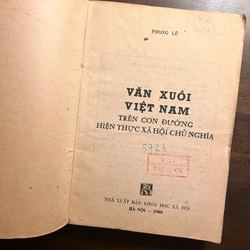 PHONG LÊ
VĂN XUÔI
VIỆT NAM
TRÊN CON ĐƯỜNG
HIỆN THỰC XÃ HỘI CHỦ NGHĨA
NHÀ XUẤT BẢN KHOA HỌC XÃ HỘI
HÀ NỘI - 1980